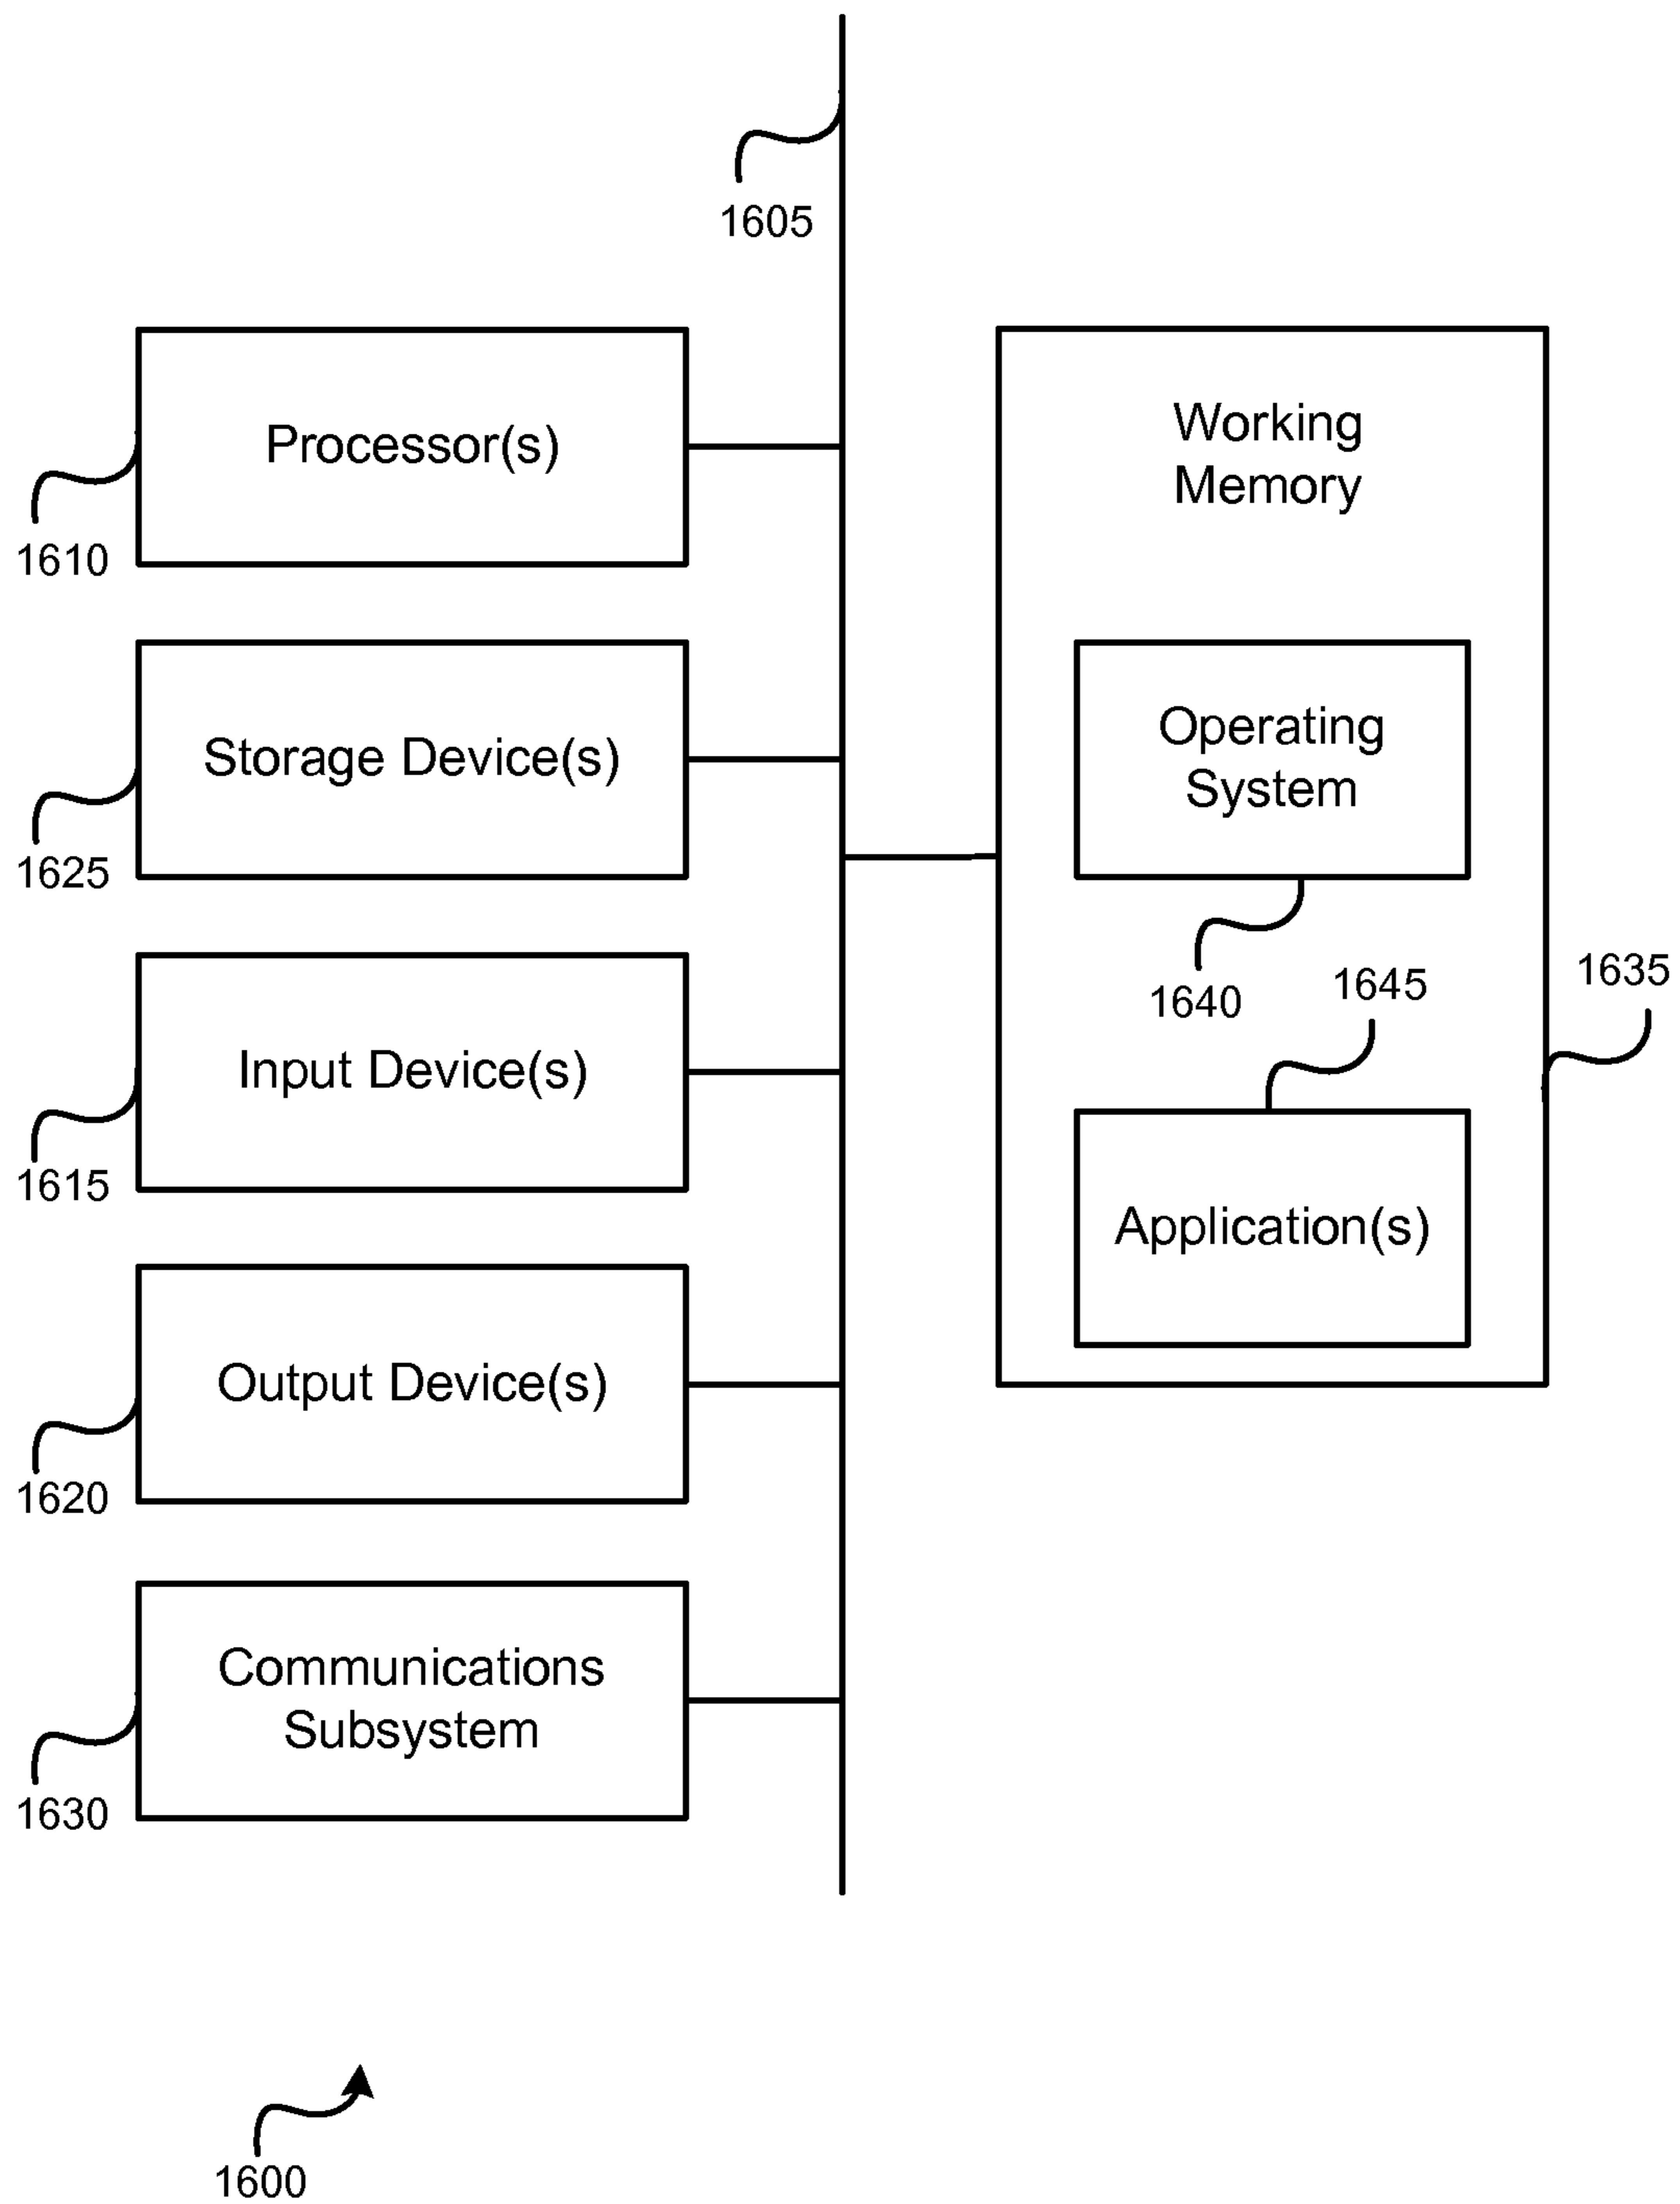 1605
Processor(s)
1610
Storage Device(s)
1625
Input Device(s)
1615
Output Device(s)
1620
Communications
Subsystem
1630
Working
Memory
Operating
System
1640
1645
1635
Application(s)
1600